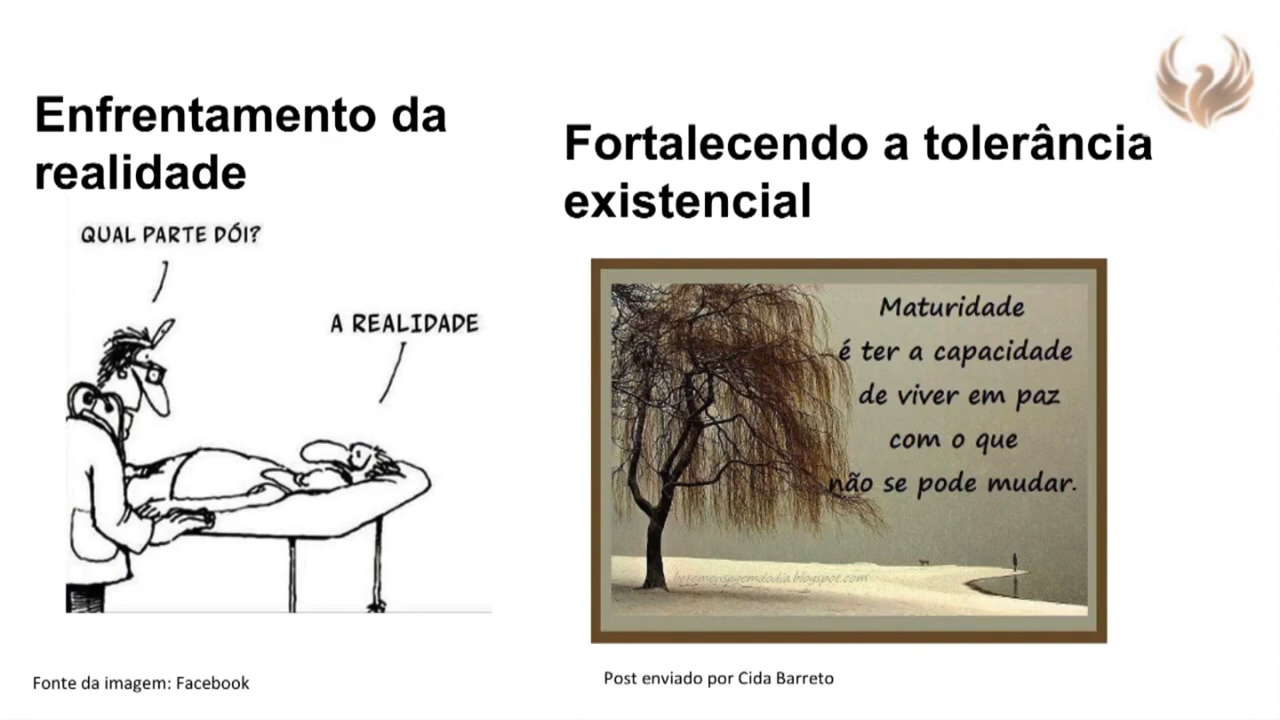 Enfrentamento da
realidade
QUAL PARTE DÓI?
A REALIDADE
Fonte da imagem: Facebook
Fortalecendo a tolerância
existencial
Maturidade
é ter a capacidade
de viver em paz
com o que
não se pode mudar.
Post enviado por Cida Barreto